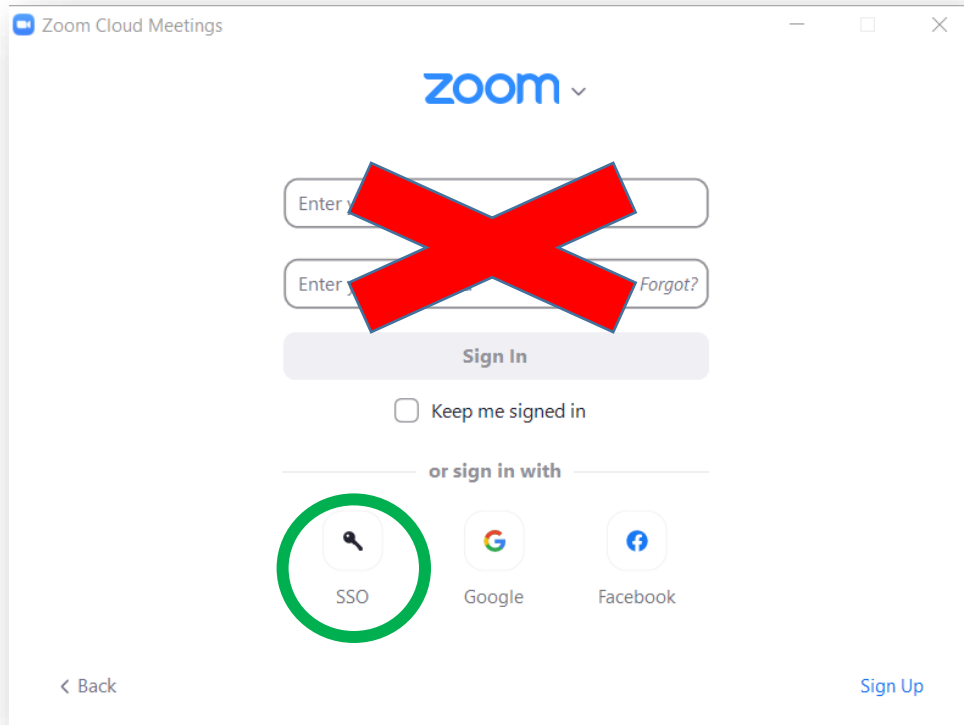 Zoom Cloud Meetings
zoom
Enter
Enter Forgot?
Sign In
Keep me signed in
or sign in with
SSO Google Facebook
Back Sign Up